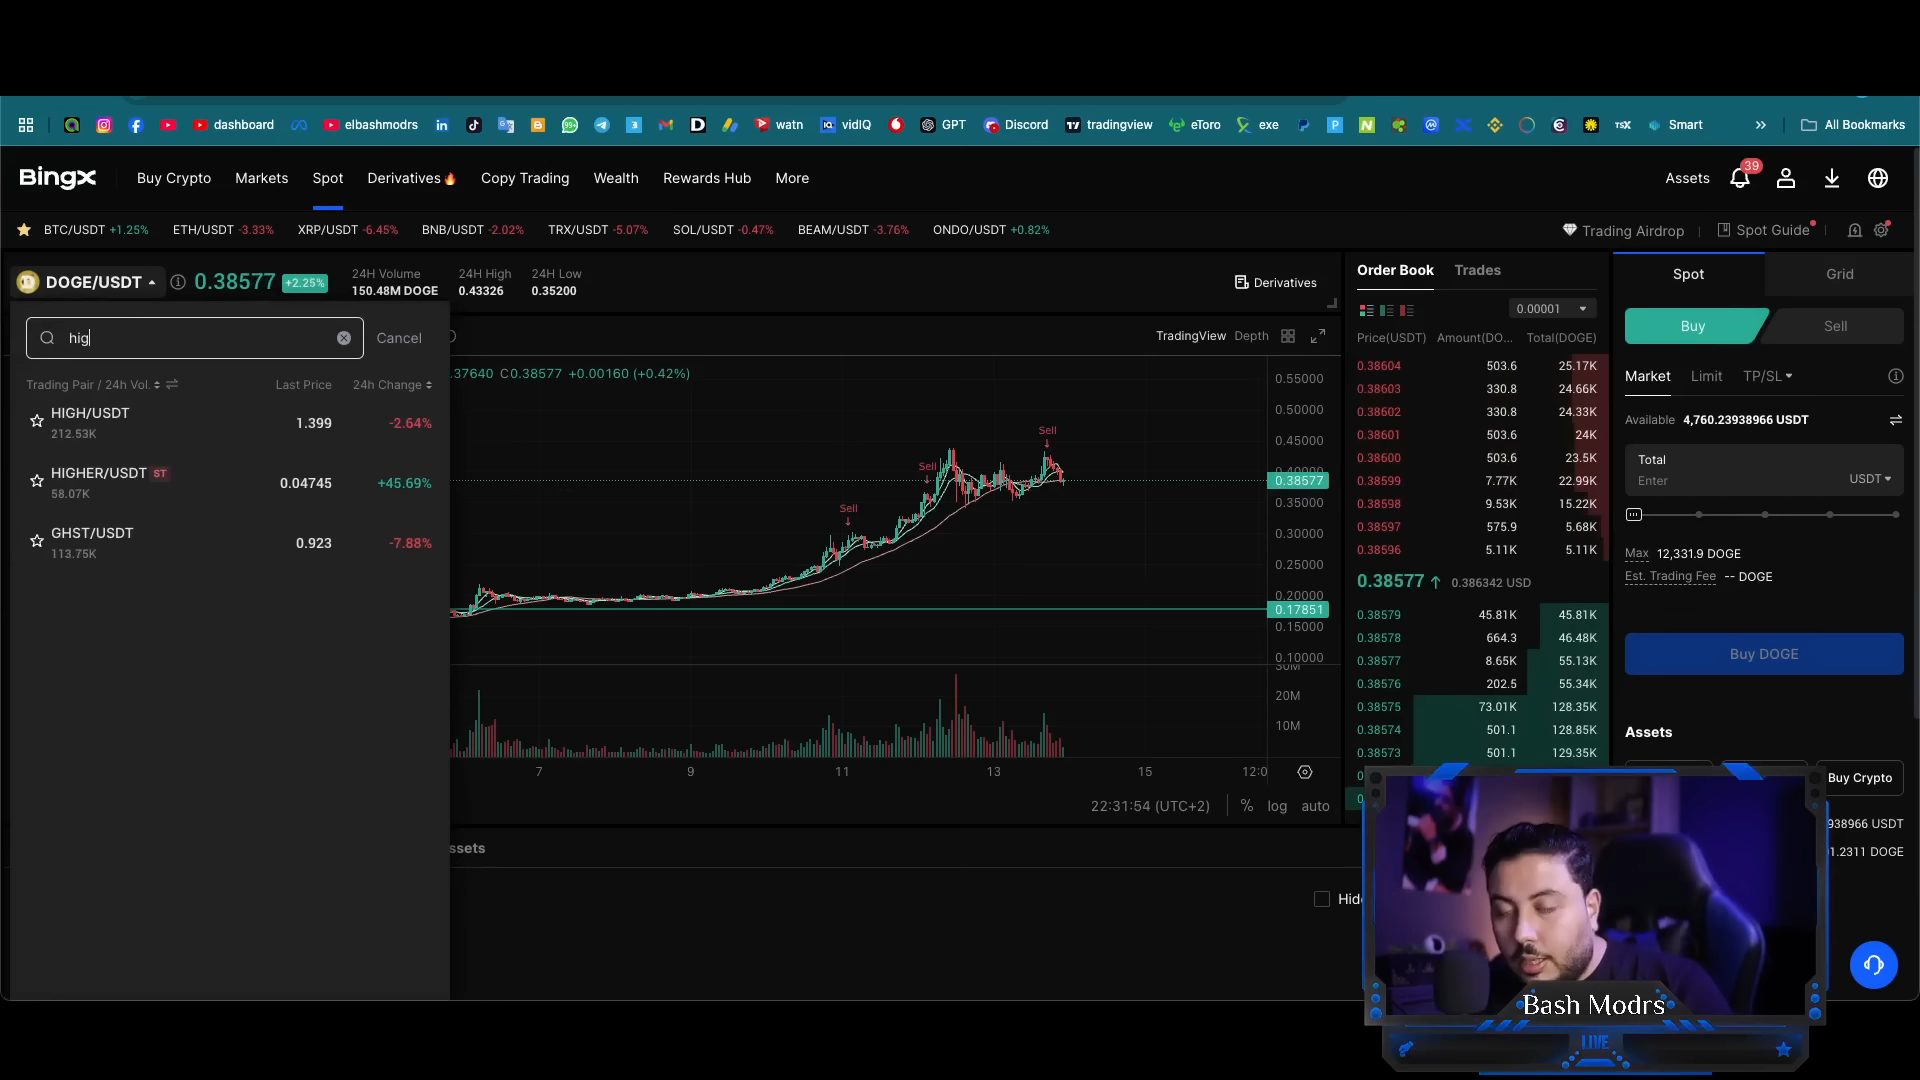 dashboard elbashmodrs watn vidIQ GPT Discord tradingview eToro exe TSX Smart All Bookmarks
BingX Buy Crypto Markets Spot Derivatives Copy Trading Wealth Rewards Hub More Assets 39
BTC/USDT +1.25% ETH/USDT -3.33% XRP/USDT -6.45% BNB/USDT -2.02% TRX/USDT -5.07% SOL/USDT -0.47% BEAM/USDT -3.76% ONDO/USDT +0.82% Trading Airdrop Spot Guide
DOGE/USDT 0.38577 +2.25%
24H Volume 24H High 24H Low
150.48M DOGE 0.43326 0.35200
Derivatives
hig Cancel
Trading Pair / 24h Vol. Last Price 24h Change
HIGH/USDT 1.399 -2.64%
212.53K
HIGHER/USDT ST 0.04745 +45.69%
58.07K
GHST/USDT 0.923 -7.88%
113.75K
TradingView Depth
.37640 C0.38577 +0.00160 (+0.42%)
Sell
Sell
Sell
0.55000
0.50000
0.45000
0.40000
0.38577
0.35000
0.30000
0.25000
0.20000
0.17851
0.15000
0.10000
30M
20M
10M
7 9 11 13 15 12:0
22:31:54 (UTC+2) % log auto
ssets
Hide
Order Book Trades
0.00001
Price(USDT) Amount(DO... Total(DOGE)
0.38604 503.6 25.17K
0.38603 330.8 24.66K
0.38602 330.8 24.33K
0.38601 503.6 24K
0.38600 503.6 23.5K
0.38599 7.77K 22.99K
0.38598 9.53K 15.22K
0.38597 575.9 5.68K
0.38596 5.11K 5.11K
0.38577 ↑ 0.386342 USD
0.38579 45.81K 45.81K
0.38578 664.3 46.48K
0.38577 8.65K 55.13K
0.38576 202.5 55.34K
0.38575 73.01K 128.35K
0.38574 501.1 128.85K
0.38573 501.1 129.35K
Spot Grid
Buy Sell
Market Limit TP/SL
Available 4,760.23938966 USDT
Total
Enter USDT
Max 12,331.9 DOGE
Est. Trading Fee -- DOGE
Buy DOGE
Assets
Buy Crypto
938966 USDT
1.2311 DOGE
Bash Modrs
LIVE